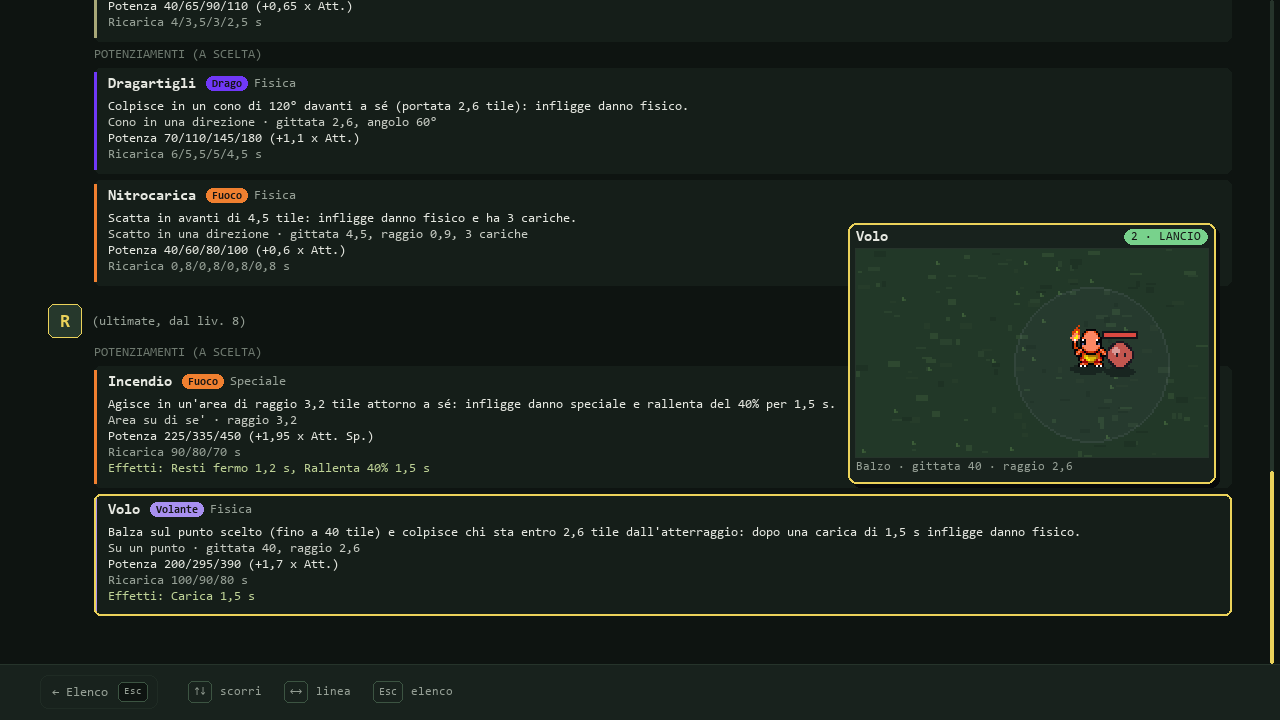 Potenza 40/65/90/110 (+0,65 x Att.)
Ricarica 4/3,5/3/2,5 s
POTENZIAMENTI (A SCELTA)
Dragartigli Drago Fisica
Colpisce in un cono di 120° davanti a sé (portata 2,6 tile): infligge danno fisico.
Cono in una direzione · gittata 2,6, angolo 60°
Potenza 70/110/145/180 (+1,1 x Att.)
Ricarica 6/5,5/5/4,5 s
Nitrocarica Fuoco Fisica
Scatta in avanti di 4,5 tile: infligge danno fisico e ha 3 cariche.
Scatto in una direzione · gittata 4,5, raggio 0,9, 3 cariche
Potenza 40/60/80/100 (+0,6 x Att.)
Ricarica 0,8/0,8/0,8/0,8 s
Volo 2 · LANCIO
Balzo · gittata 40 · raggio 2,6
R (ultimate, dal liv. 8)
POTENZIAMENTI (A SCELTA)
Incendio Fuoco Speciale
Agisce in un'area di raggio 3,2 tile attorno a sé: infligge danno speciale e rallenta del 40% per 1,5 s.
Area su di se' · raggio 3,2
Potenza 225/335/450 (+1,95 x Att. Sp.)
Ricarica 90/80/70 s
Effetti: Resti fermo 1,2 s, Rallenta 40% 1,5 s
Volo Volante Fisica
Balza sul punto scelto (fino a 40 tile) e colpisce chi sta entro 2,6 tile dall'atterraggio: dopo una carica di 1,5 s infligge danno fisico.
Su un punto · gittata 40, raggio 2,6
Potenza 200/295/390 (+1,7 x Att.)
Ricarica 100/90/80 s
Effetti: Carica 1,5 s
← Elenco Esc ↑↓ scorri ↔ linea Esc elenco